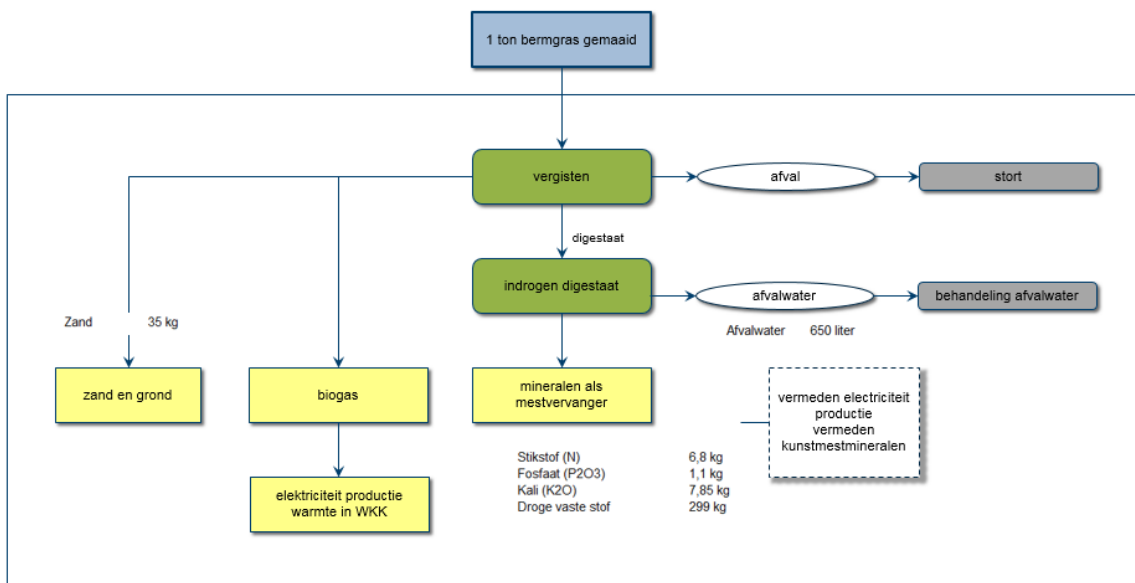 1 ton bermgras gemaaid
vergisten
afval
stort
digestaat
indrogen digestaat
afvalwater
behandeling afvalwater
Zand 35 kg
Afvalwater 650 liter
zand en grond
biogas
mineralen als
mestvervanger
vermeden electriciteit
productie
vermeden
kunstmestmineralen
Stikstof (N) 6,8 kg
Fosfaat (P2O3) 1,1 kg
Kali (K2O) 7,85 kg
Droge vaste stof 299 kg
elektriciteit productie
warmte in WKK